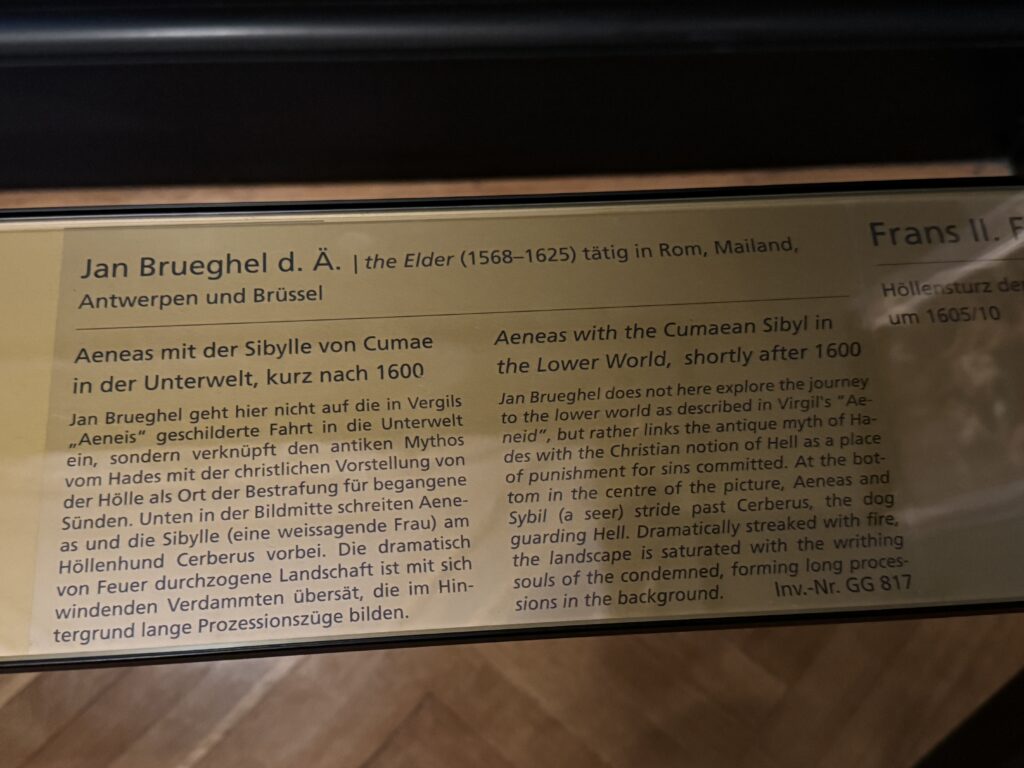 Jan Brueghel d. Ä. | the Elder (1568–1625) tätig in Rom, Mailand,
Antwerpen und Brüssel
Aeneas mit der Sibylle von Cumae
in der Unterwelt, kurz nach 1600
Jan Brueghel geht hier nicht auf die in Vergils
„Aeneis“ geschilderte Fahrt in die Unterwelt
ein, sondern verknüpft den antiken Mythos
vom Hades mit der christlichen Vorstellung von
der Hölle als Ort der Bestrafung für begangene
Sünden. Unten in der Bildmitte schreiten Aene-
as und die Sibylle (eine weissagende Frau) am
Höllenhund Cerberus vorbei. Die dramatisch
von Feuer durchzogene Landschaft ist mit sich
windenden Verdammten übersät, die im Hin-
tergrund lange Prozessionszüge bilden.
Aeneas with the Cumaean Sibyl in
the Lower World, shortly after 1600
Jan Brueghel does not here explore the journey
to the lower world as described in Virgil's "Ae-
neid", but rather links the antique myth of Ha-
des with the Christian notion of Hell as a place
of punishment for sins committed. At the bot-
tom in the centre of the picture, Aeneas and
Sybil (a seer) stride past Cerberus, the dog
guarding Hell. Dramatically streaked with fire,
the landscape is saturated with the writhing
souls of the condemned, forming long proces-
sions in the background. Inv.-Nr. GG 817
Frans II.
Höllensturz
um 1605/10